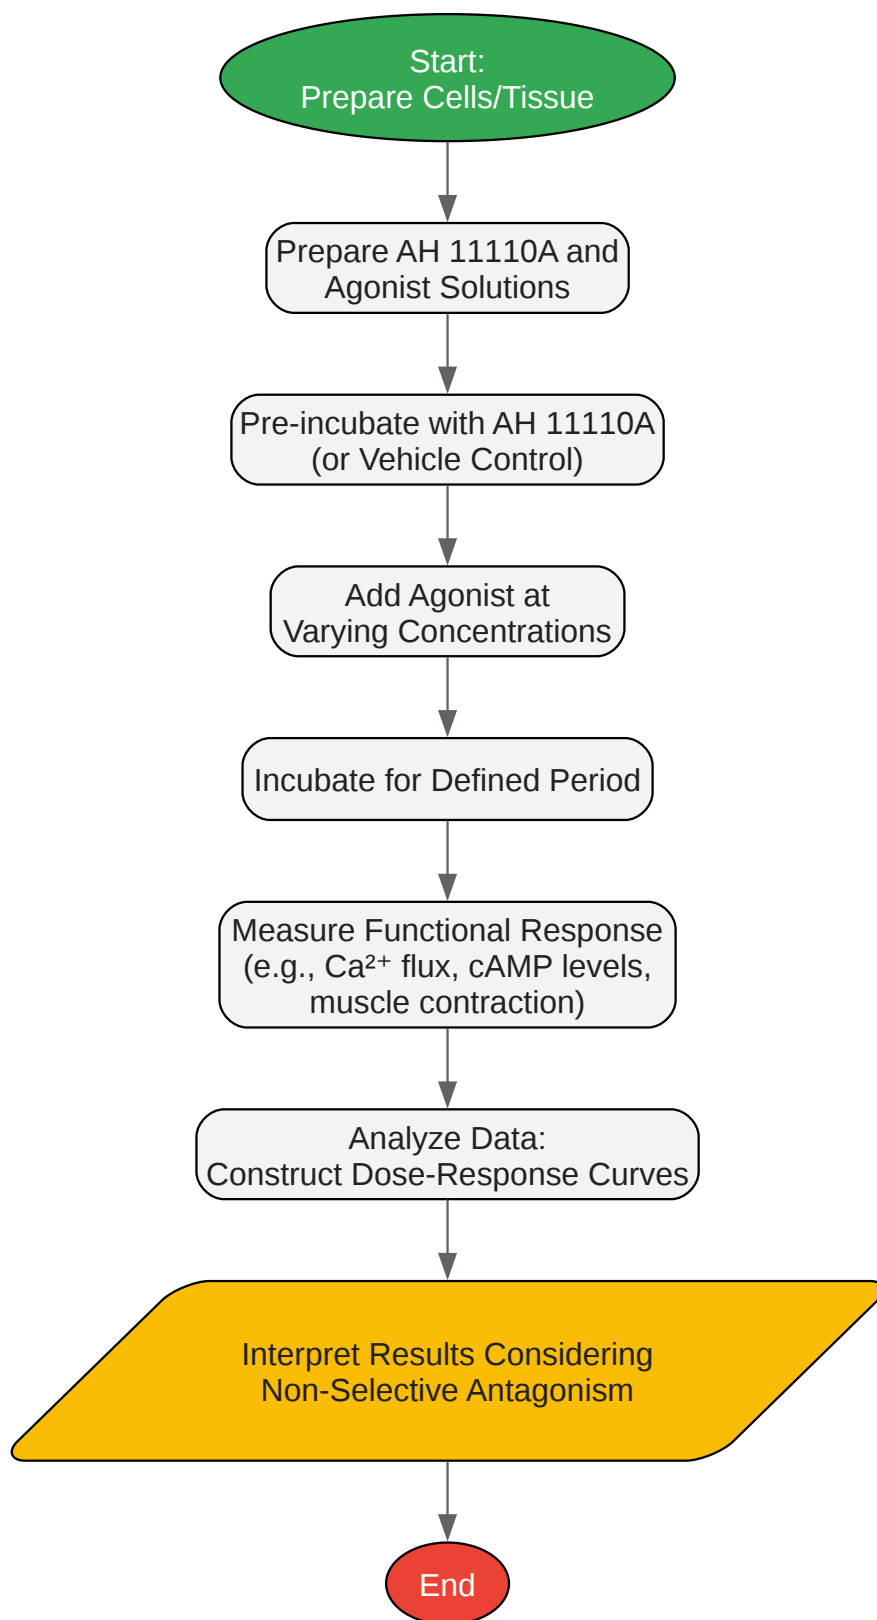 Start:
Prepare Cells/Tissue
Prepare AH 11110A and
Agonist Solutions
Pre-incubate with AH 11110A
(or Vehicle Control)
Add Agonist at
Varying Concentrations
Incubate for Defined Period
Measure Functional Response
(e.g., Ca²⁺ flux, cAMP levels,
muscle contraction)
Analyze Data:
Construct Dose-Response Curves
Interpret Results Considering
Non-Selective Antagonism
End